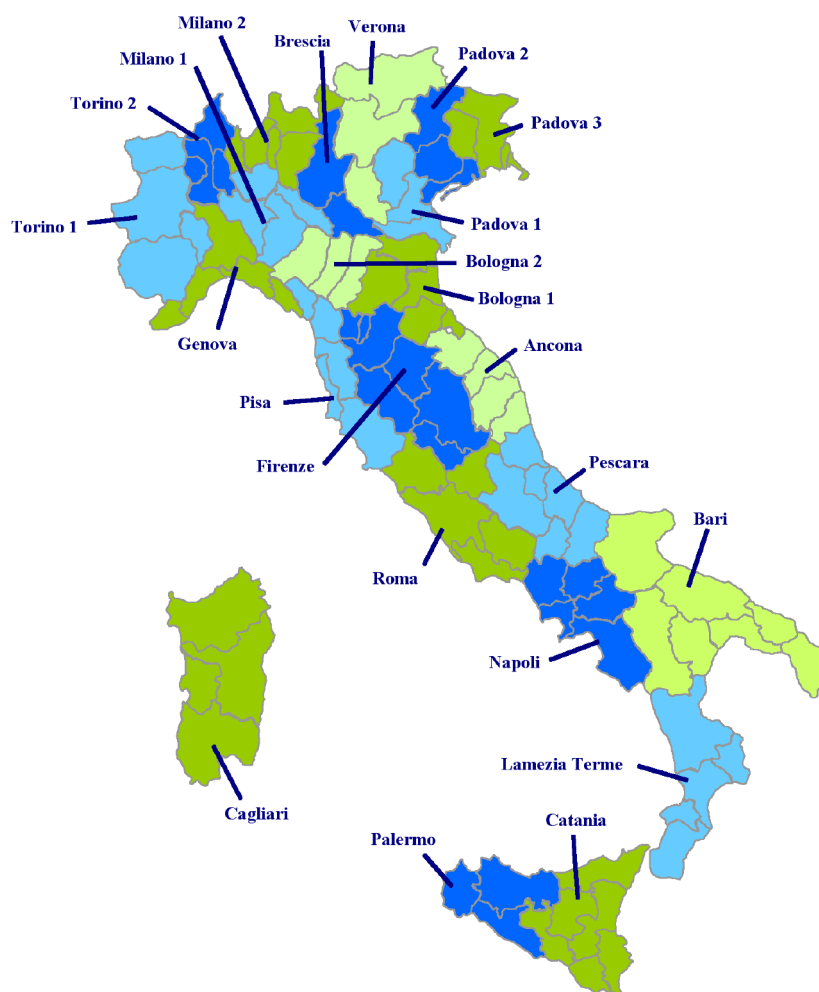 Milano 2
Verona
Brescia
Padova 2
Milano 1
Torino 2
Padova 3
Torino 1
Padova 1
Bologna 2
Bologna 1
Genova
Ancona
Pisa
Firenze
Pescara
Bari
Roma
Napoli
Lamezia Terme
Cagliari
Catania
Palermo